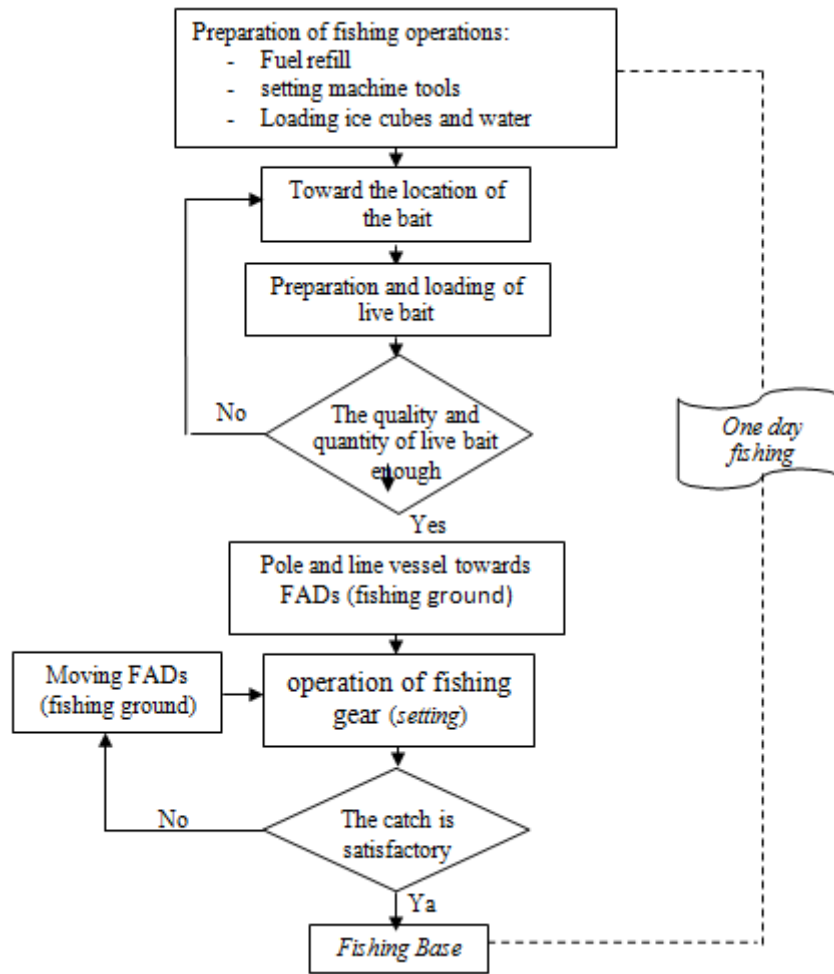 Preparation of fishing operations:
- Fuel refill
- setting machine tools
- Loading ice cubes and water
Toward the location of
the bait
Preparation and loading of
live bait
No
The quality and
quantity of live bait
enough
Yes
One day
fishing
Pole and line vessel towards
FADs (fishing ground)
Moving FADs
(fishing ground)
operation of fishing
gear (setting)
No
The catch is
satisfactory
Ya
Fishing Base